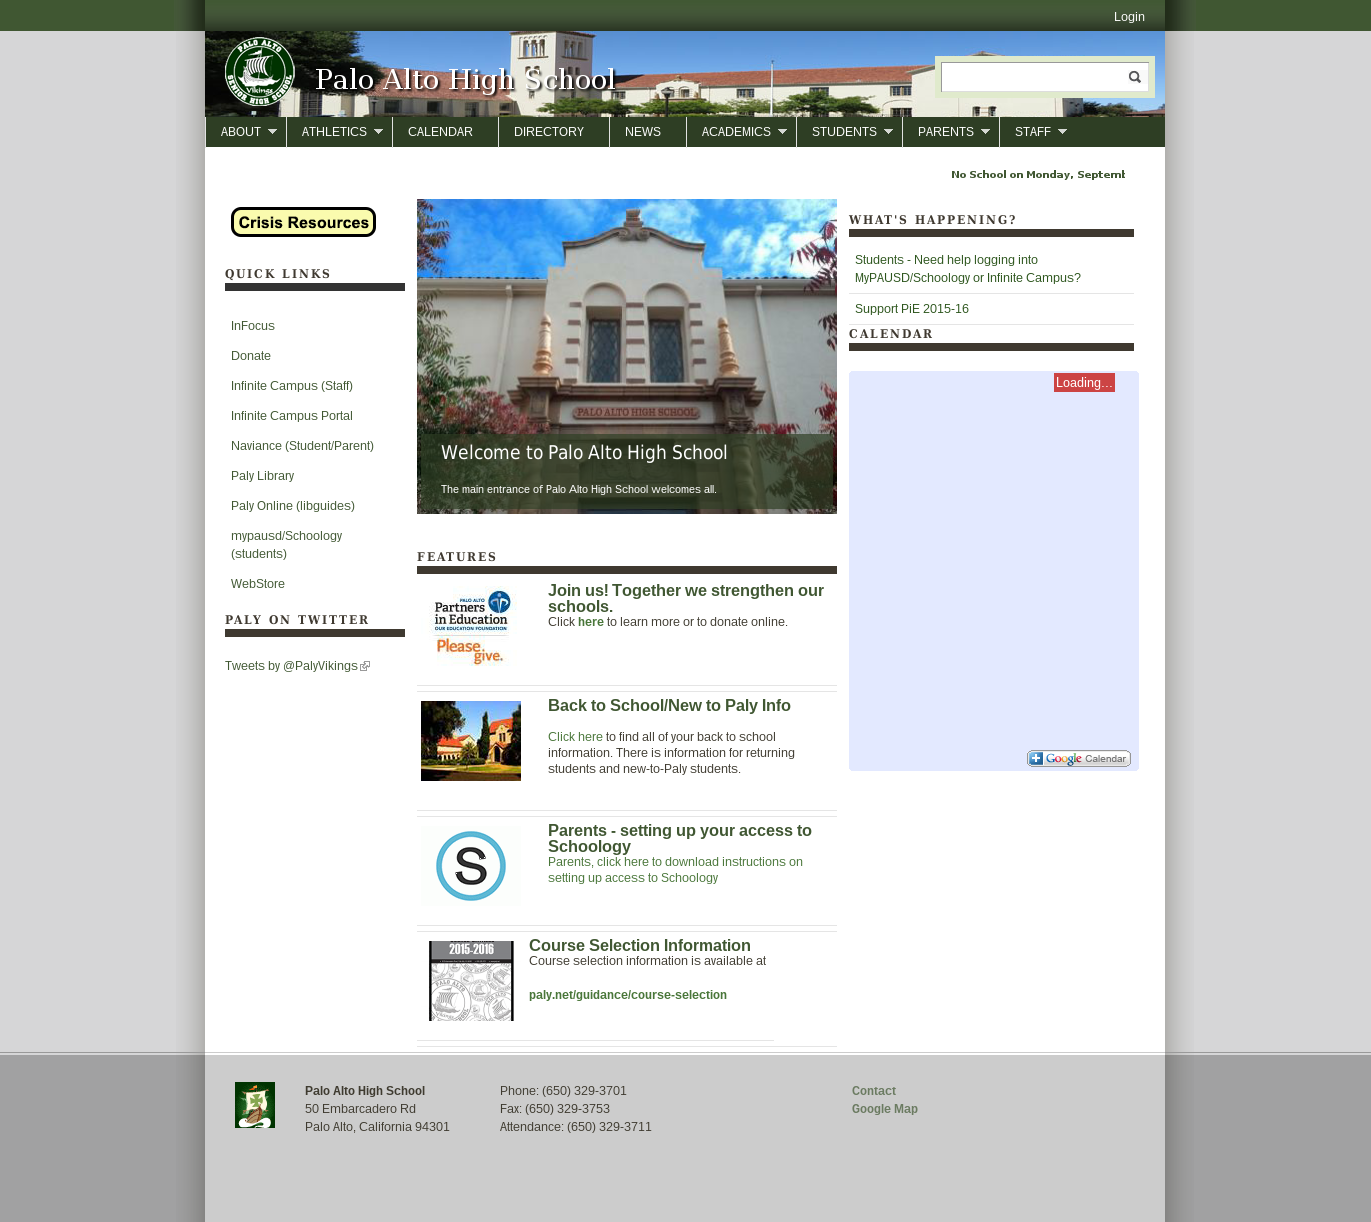 Login
PALO ALTO
SENIOR HIGH SCHOOL
Vikings
Palo Alto High School
ABOUT
ATHLETICS
CALENDAR
DIRECTORY
NEWS
ACADEMICS
STUDENTS
PARENTS
STAFF
No School on Monday, Septemb
Crisis Resources
QUICK LINKS
InFocus
Donate
Infinite Campus (Staff)
Infinite Campus Portal
Naviance (Student/Parent)
Paly Library
Paly Online (libguides)
mypausd/Schoology
(students)
WebStore
PALY ON TWITTER
Tweets by @PalyVikings
PALO ALTO HIGH SCHOOL
Welcome to Palo Alto High School
The main entrance of Palo Alto High School welcomes all.
FEATURES
PALO ALTO
Partners
in Education
OUR EDUCATION FOUNDATION
Please
give.
Join us! Together we strengthen our
schools.
Click here to learn more or to donate online.
Back to School/New to Paly Info
Click here to find all of your back to school
information. There is information for returning
students and new-to-Paly students.
S
Parents - setting up your access to
Schoology
Parents, click here to download instructions on
setting up access to Schoology
2015-2016
Course Selection Information
Course selection information is available at
paly.net/guidance/course-selection
WHAT'S HAPPENING?
Students - Need help logging into
MyPAUSD/Schoology or Infinite Campus?
Support PiE 2015-16
CALENDAR
Loading...
Google Calendar
Palo Alto High School
50 Embarcadero Rd
Palo Alto, California 94301
Phone: (650) 329-3701
Fax: (650) 329-3753
Attendance: (650) 329-3711
Contact
Google Map